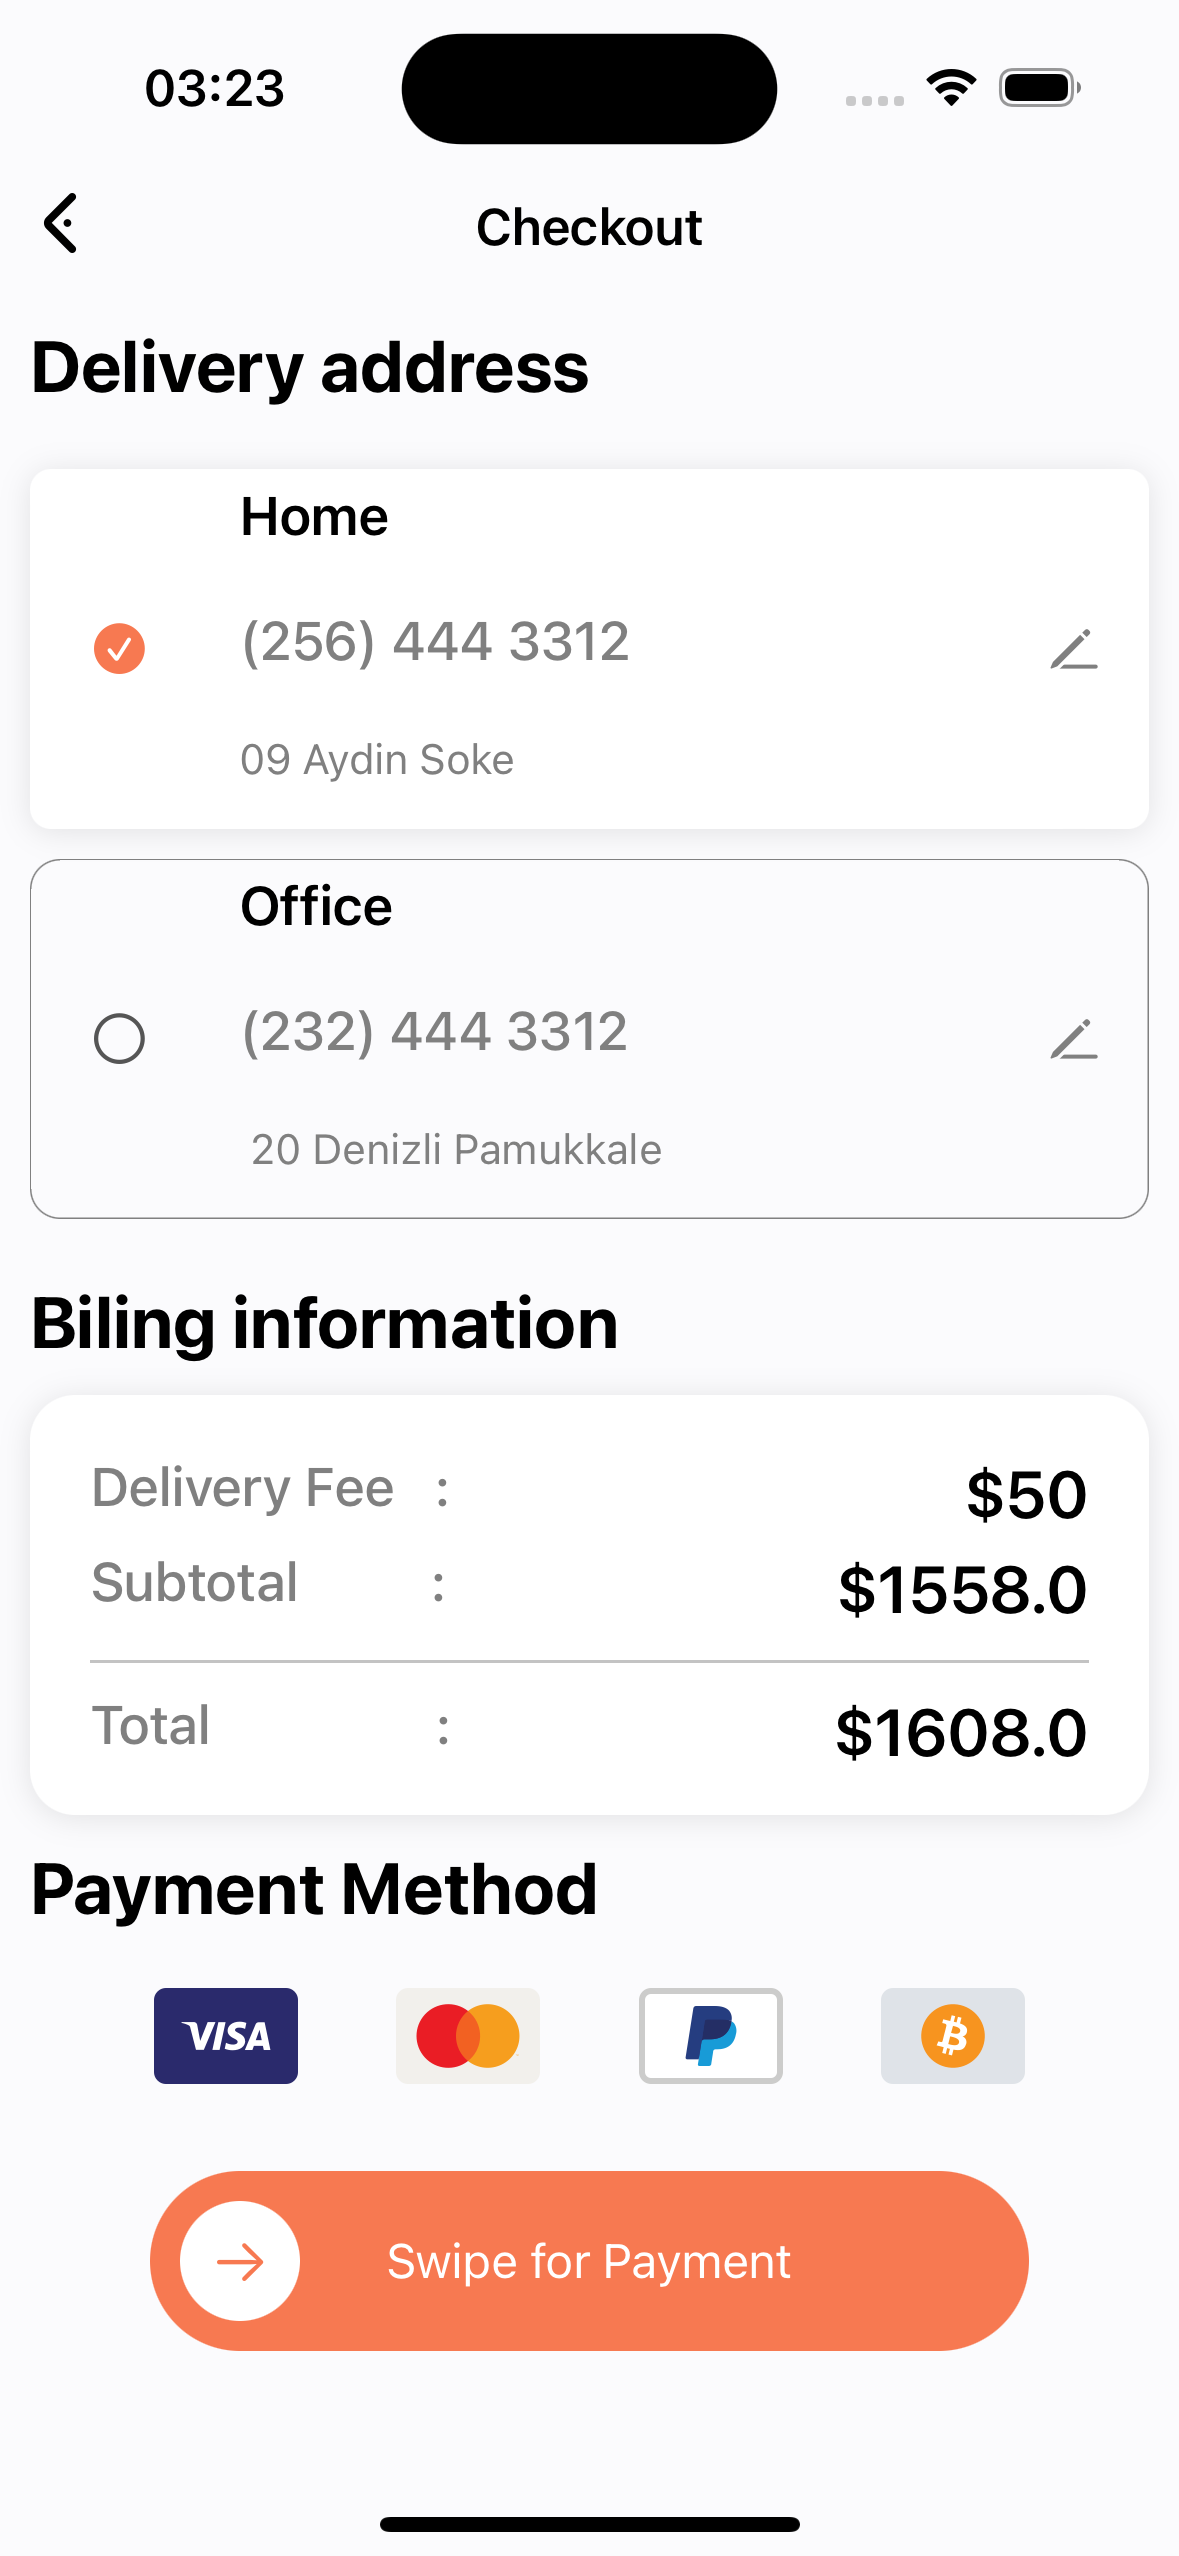 03:23
Checkout
Delivery address
Home
(256) 444 3312
09 Aydin Soke
Office
(232) 444 3312
20 Denizli Pamukkale
Biling information
Delivery Fee : $50
Subtotal : $1558.0
Total : $1608.0
Payment Method
VISA
Swipe for Payment